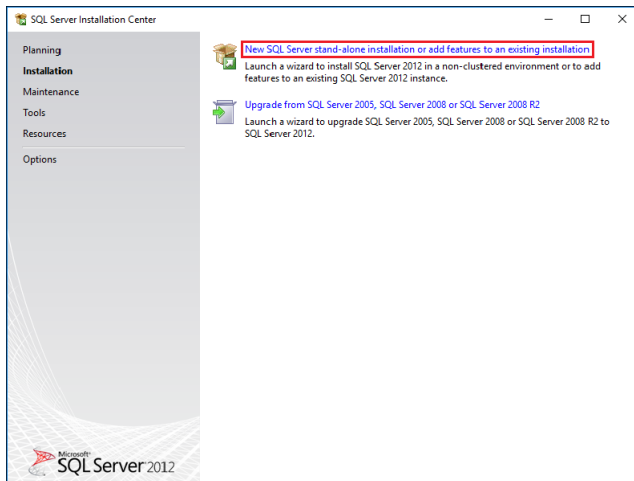 SQL Server Installation Center
Planning
Installation
Maintenance
Tools
Resources
Options
New SQL Server stand-alone installation or add features to an existing installation
Launch a wizard to install SQL Server 2012 in a non-clustered environment or to add
features to an existing SQL Server 2012 instance.
Upgrade from SQL Server 2005, SQL Server 2008 or SQL Server 2008 R2
Launch a wizard to upgrade SQL Server 2005, SQL Server 2008 or SQL Server 2008 R2 to
SQL Server 2012.
Microsoft
SQL Server 2012